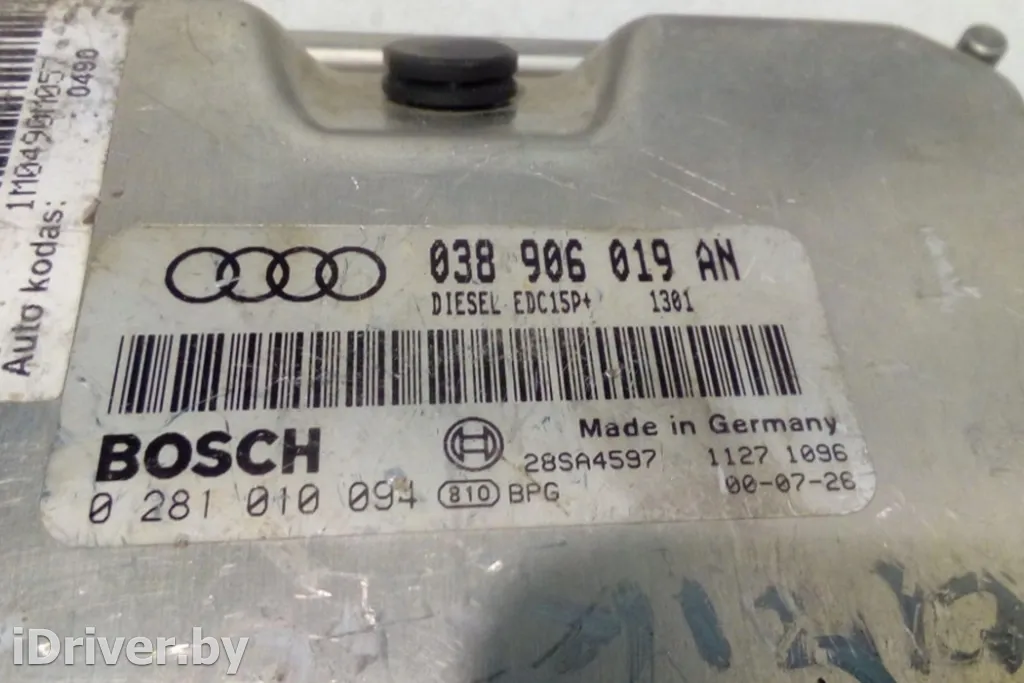 1M0490M057
0490
Auto kodas:
038 906 019 AN
DIESEL EDC15P+ 1301
Made in Germany
BOSCH
28SA4597 1127 1096
0 281 010 094 810 BPG 00-07-26
iDriver.by